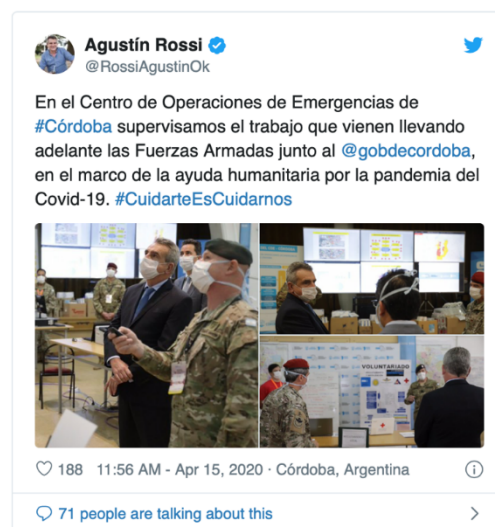 Agustín Rossi
@RossiAgustinOk
En el Centro de Operaciones de Emergencias de
#Córdoba supervisamos el trabajo que vienen llevando
adelante las Fuerzas Armadas junto al @gobdecordoba,
en el marco de la ayuda humanitaria por la pandemia del
Covid-19. #CuidarteEsCuidarnos
VOLUNTARIADO
188 11:56 AM - Apr 15, 2020 · Córdoba, Argentina
71 people are talking about this